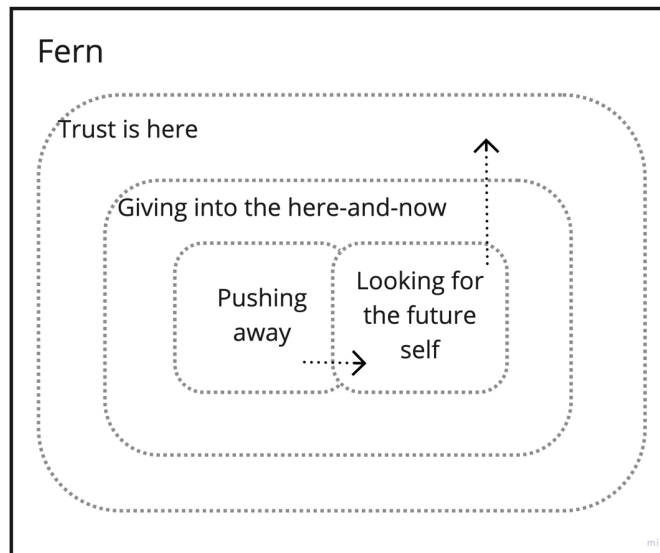 Fern
Trust is here
Giving into the here-and-now
Pushing
away
Looking for
the future
self